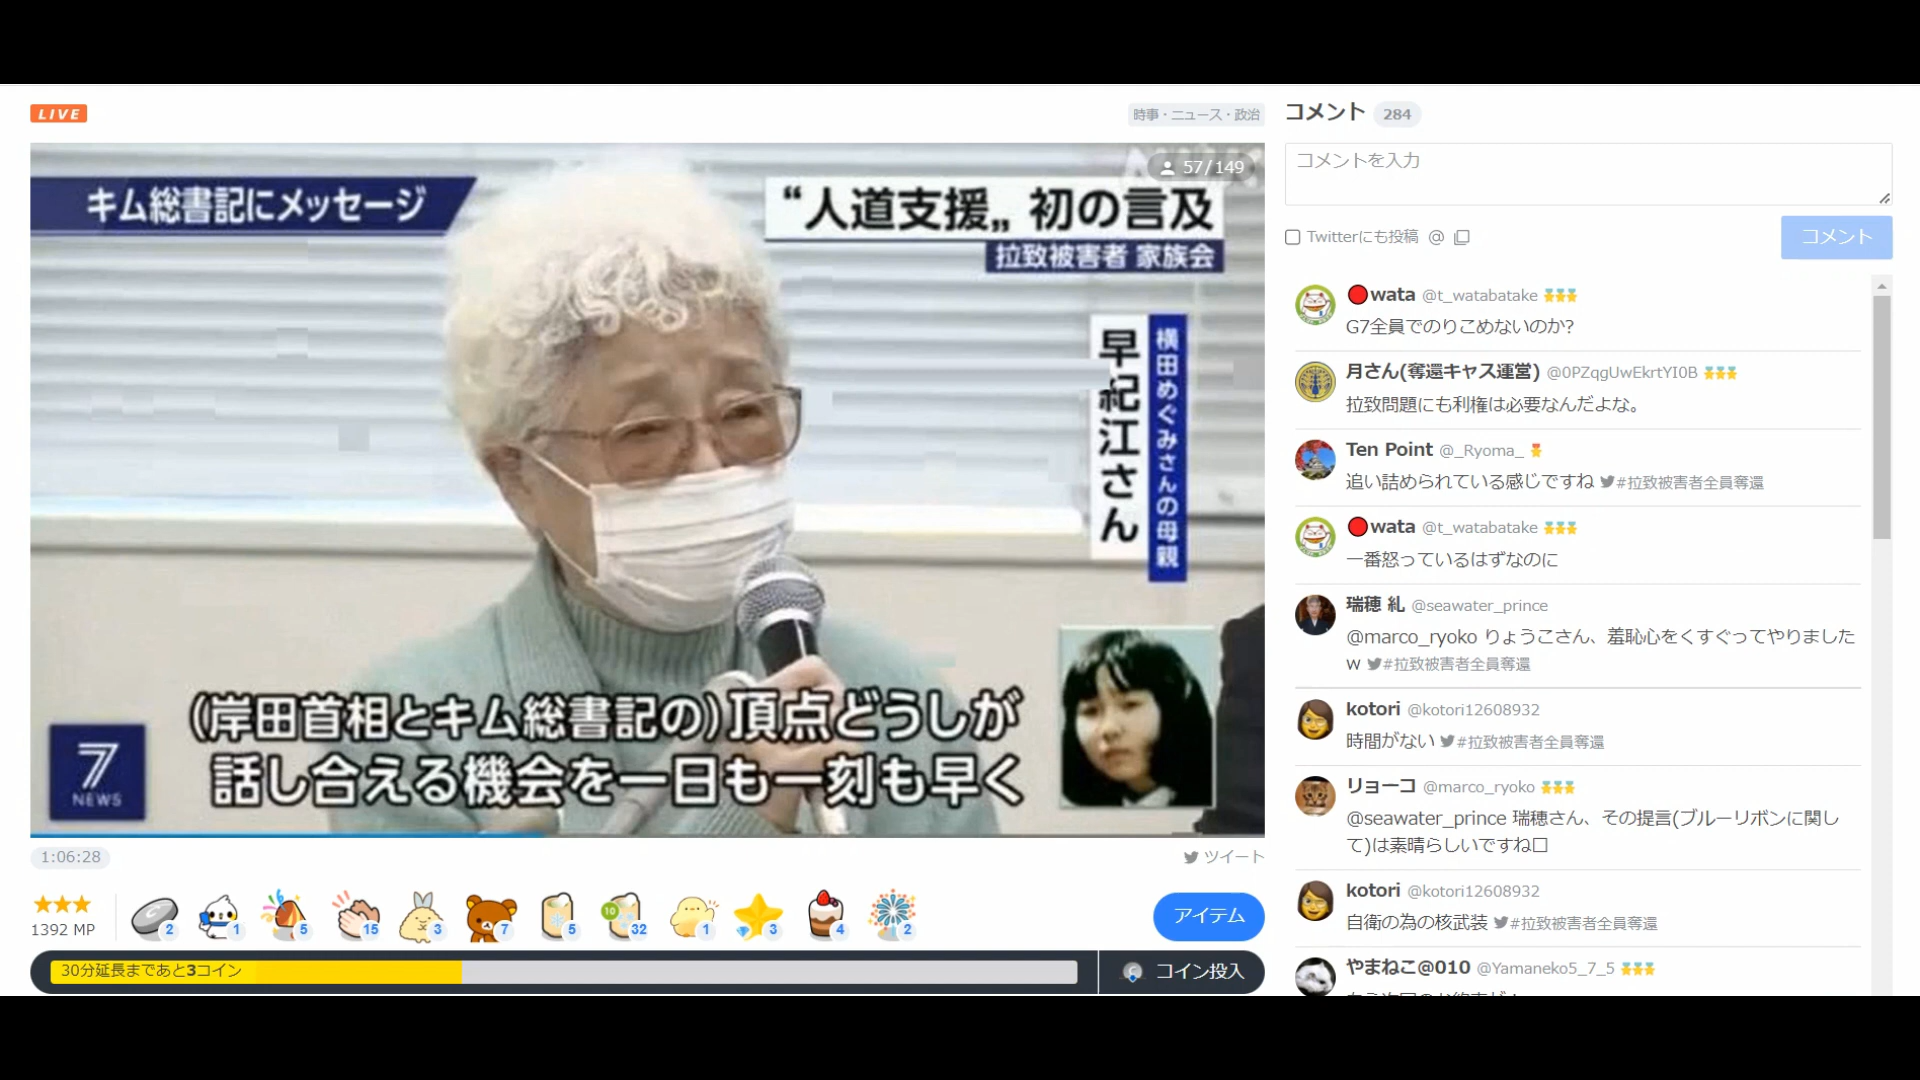 LIVE
時事・ニュース・政治
57/149
キム総書記にメッセージ
“人道支援„ 初の言及
拉致被害者 家族会
横田めぐみさんの母親
早紀江さん
(岸田首相とキム総書記の)頂点どうしが
話し合える機会を一日も一刻も早く
7
NEWS
1:06:28
ツイート
★★★
1392 MP
2
1
5
15
3
7
5
10
32
1
3
4
2
アイテム
30分延長まであと3コイン
コイン投入
コメント 284
コメントを入力
Twitterにも投稿 @
コメント
wata @t_watabatake
G7全員でのりこめないのか?
月さん(奪還キャス運営) @0PZqgUwEkrtYI0B
拉致問題にも利権は必要なんだよな。
Ten Point @_Ryoma_
追い詰められている感じですね #拉致被害者全員奪還
wata @t_watabatake
一番怒っているはずなのに
瑞穂 糺 @seawater_prince
@marco_ryoko りょうこさん、羞恥心をくすぐってやりました
w #拉致被害者全員奪還
kotori @kotori12608932
時間がない #拉致被害者全員奪還
リョーコ @marco_ryoko
@seawater_prince 瑞穂さん、その提言(ブルーリボンに関し
て)は素晴らしいですね□
kotori @kotori12608932
自衛の為の核武装 #拉致被害者全員奪還
やまねこ@010 @Yamaneko5_7_5